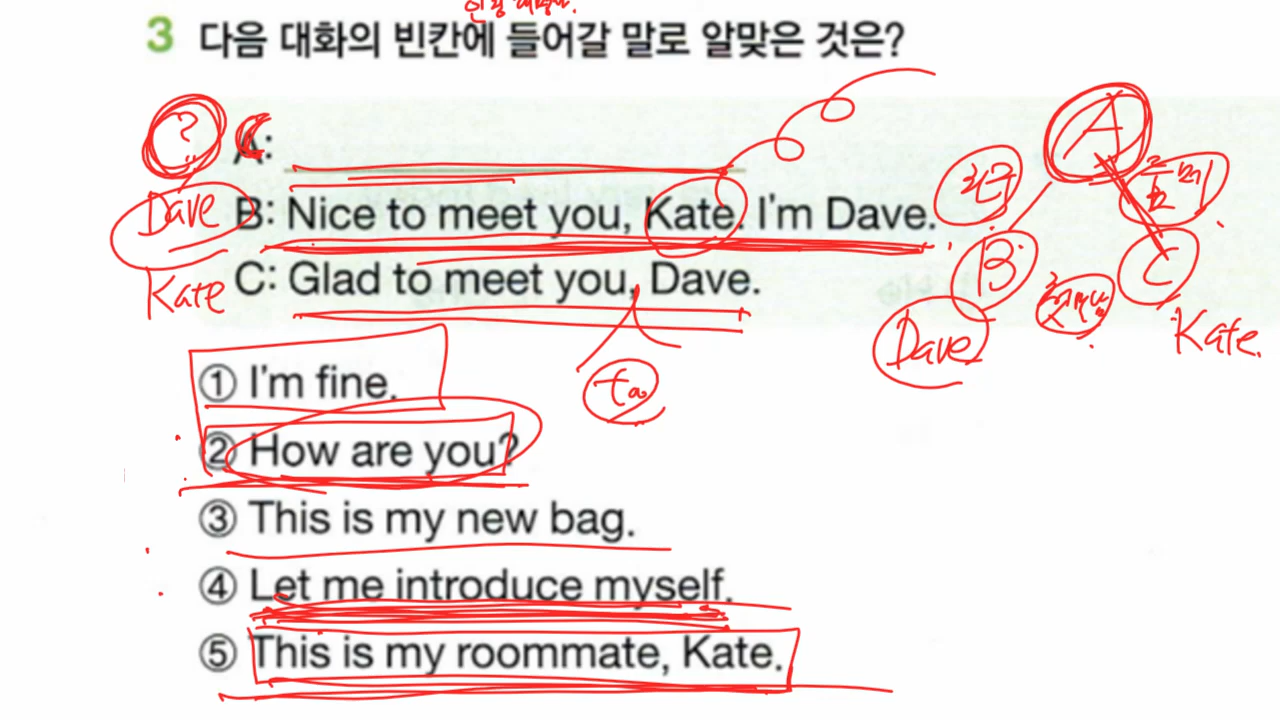 3 다음 대화의 빈칸에 들어갈 말로 알맞은 것은?
? A:
A
Dave B: Nice to meet you, Kate. I'm Dave.
친구
B
C
Kate C: Glad to meet you, Dave.
Dave
Kate.
① I'm fine.
too
② How are you?
③ This is my new bag.
④ Let me introduce myself.
⑤ This is my roommate, Kate.